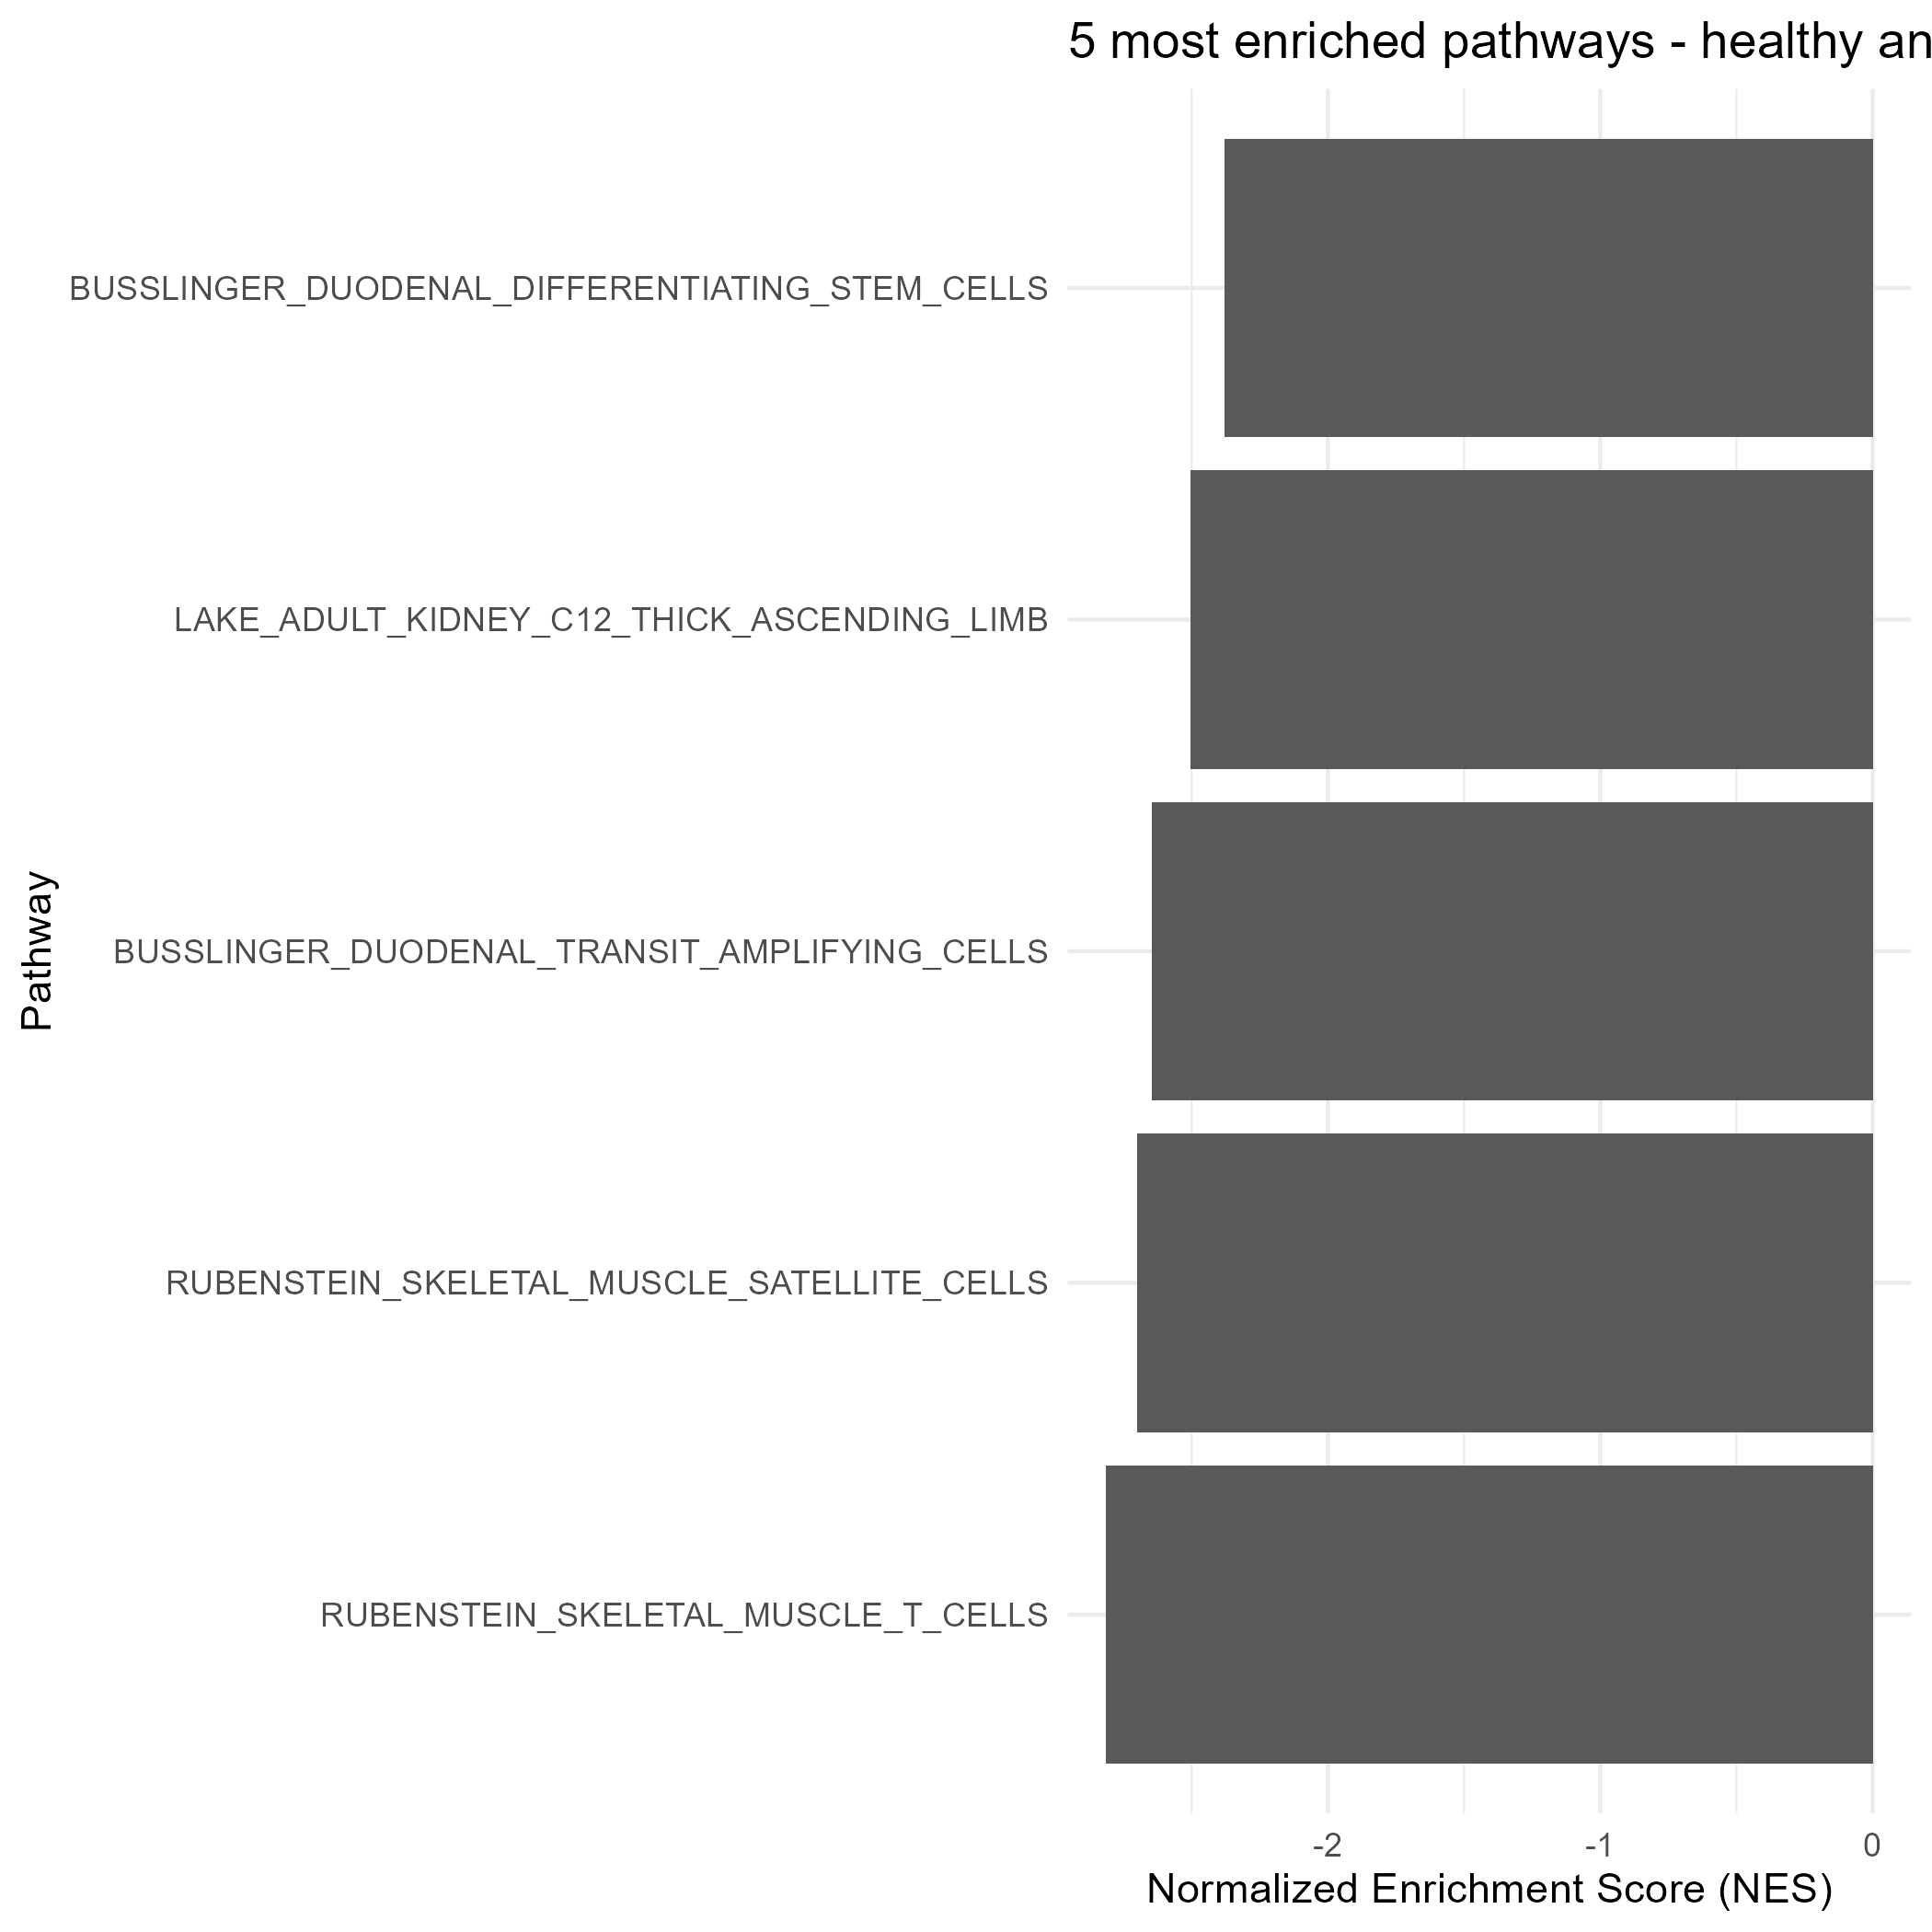 5 most enriched pathways - healthy an
BUSSLINGER_DUODENAL_DIFFERENTIATING_STEM_CELLS
LAKE_ADULT_KIDNEY_C12_THICK_ASCENDING_LIMB
BUSSLINGER_DUODENAL_TRANSIT_AMPLIFYING_CELLS
RUBENSTEIN_SKELETAL_MUSCLE_SATELLITE_CELLS
RUBENSTEIN_SKELETAL_MUSCLE_T_CELLS
Pathway
-2 -1 0
Normalized Enrichment Score (NES)